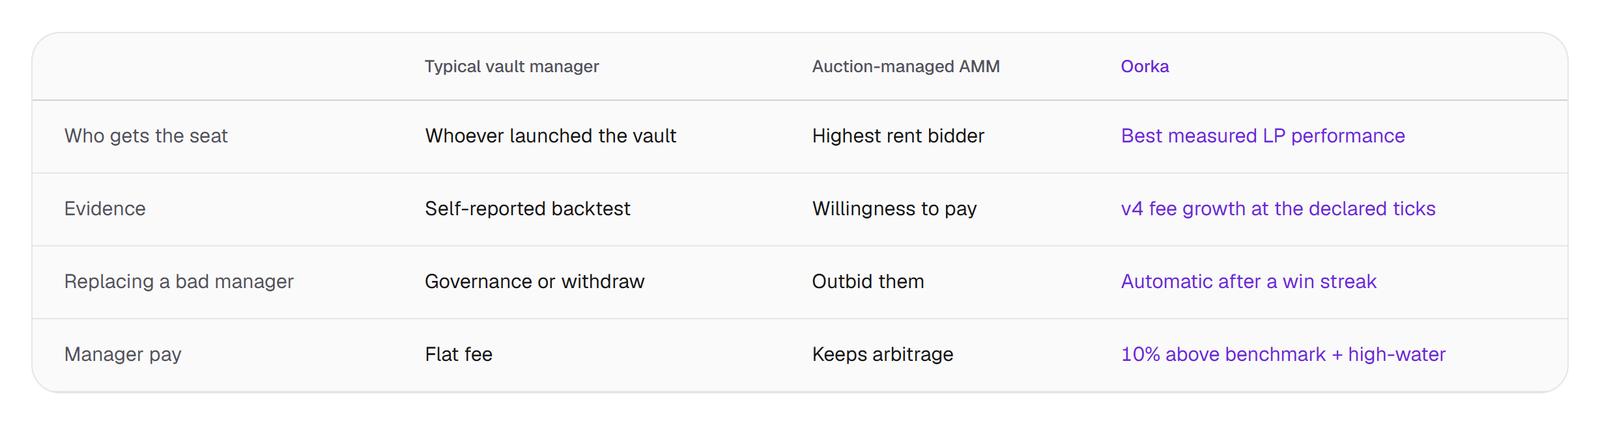 Typical vault manager Auction-managed AMM Oorka
Who gets the seat Whoever launched the vault Highest rent bidder Best measured LP performance
Evidence Self-reported backtest Willingness to pay v4 fee growth at the declared ticks
Replacing a bad manager Governance or withdraw Outbid them Automatic after a win streak
Manager pay Flat fee Keeps arbitrage 10% above benchmark + high-water